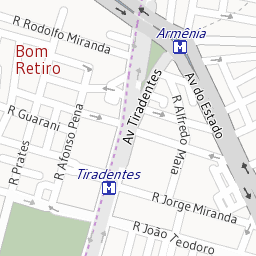 Armênia
R Rodolfo Miranda
Bom
Retiro
Av Tiradentes
Av do Estado
R Guarani
R Afonso Pena
R Alfredo Maia
R Prates
Tiradentes
R Jorge Miranda
R João Teodoro